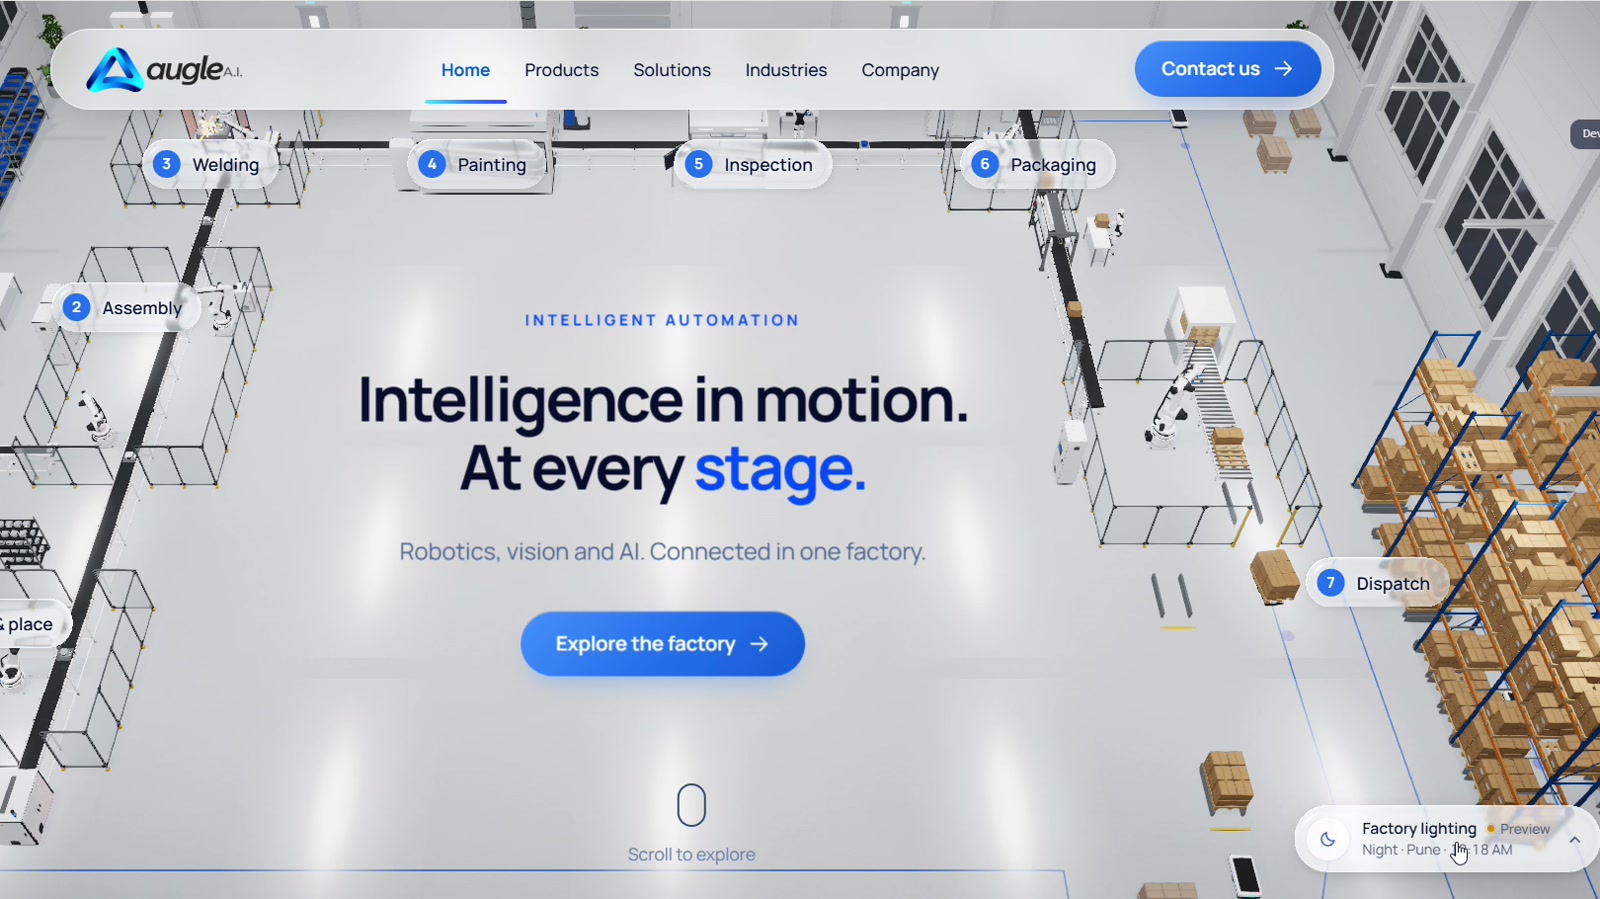 augle A.I.
Home
Products
Solutions
Industries
Company
Contact us
Dev
3 Welding
4 Painting
5 Inspection
6 Packaging
2 Assembly
INTELLIGENT AUTOMATION
Intelligence in motion.
At every stage.
Robotics, vision and AI. Connected in one factory.
Explore the factory
7 Dispatch
& place
Scroll to explore
Factory lighting
Preview
Night · Pune ·
AM